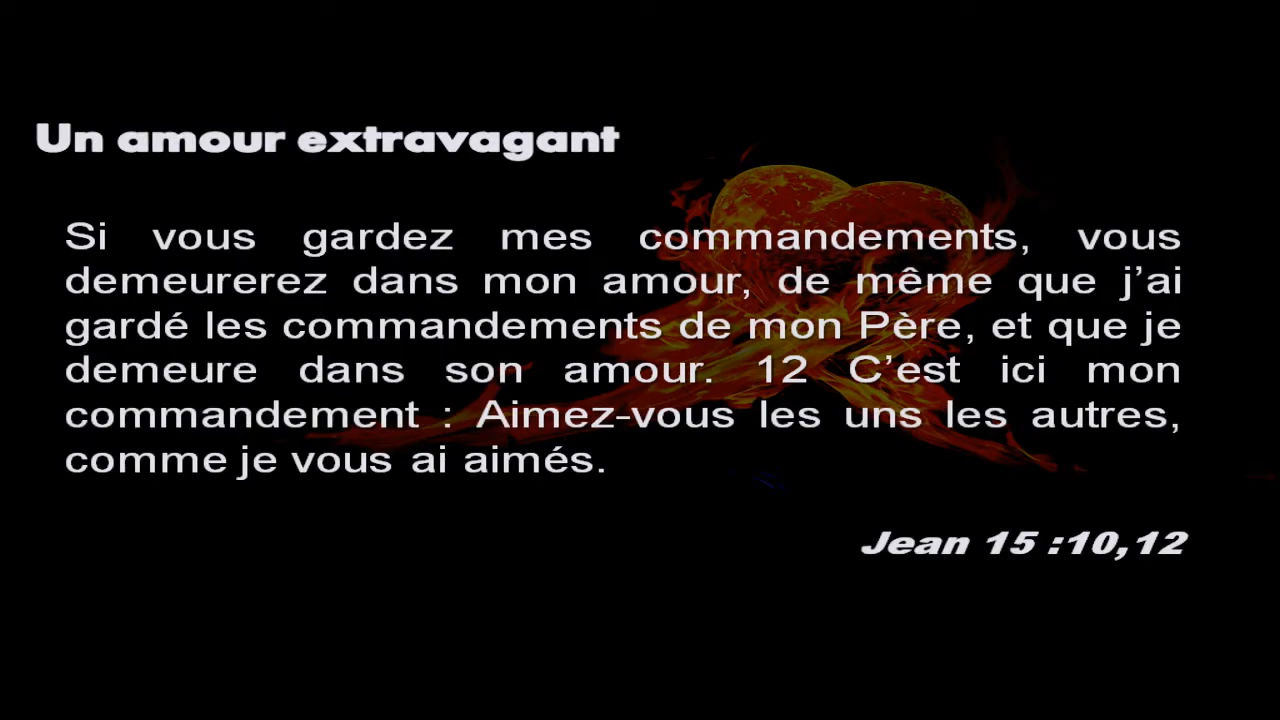 Un amour extravagant
Si vous gardez mes commandements, vous
demeurerez dans mon amour, de même que j’ai
gardé les commandements de mon Père, et que je
demeure dans son amour. 12 C’est ici mon
commandement : Aimez-vous les uns les autres,
comme je vous ai aimés.
Jean 15 :10,12